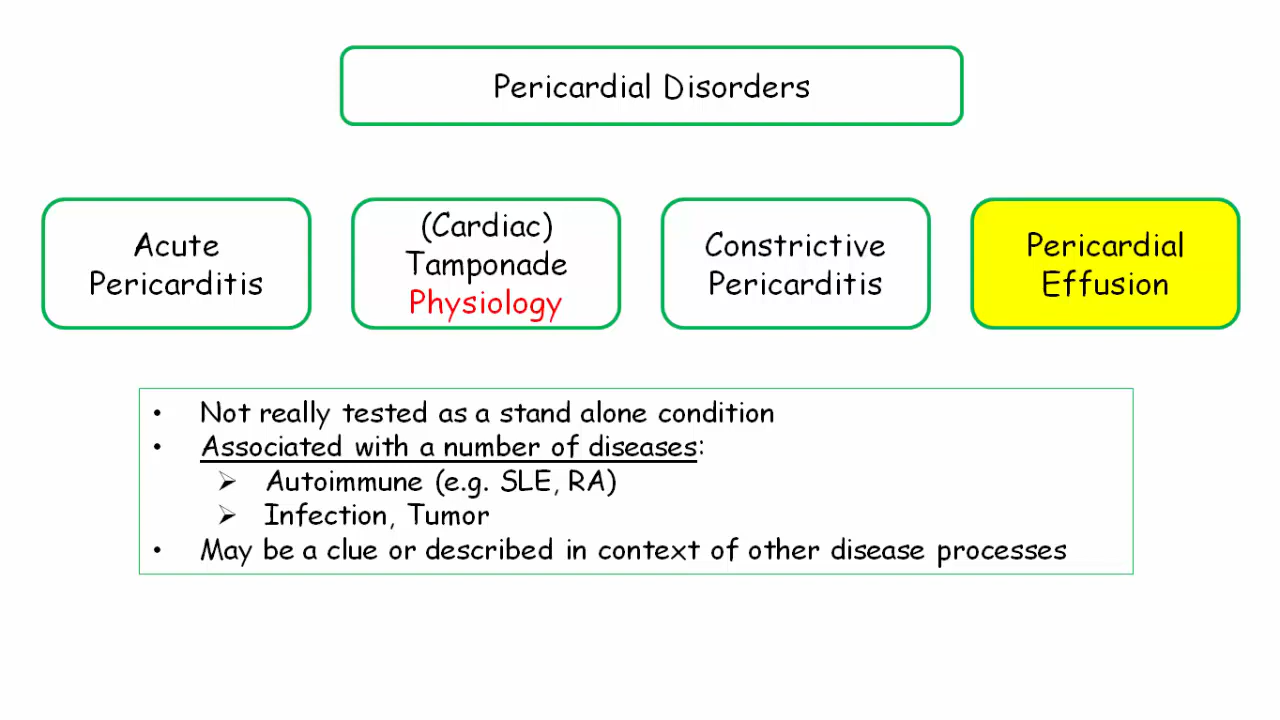 Pericardial Disorders
Acute
Pericarditis
(Cardiac)
Tamponade
Physiology
Constrictive
Pericarditis
Pericardial
Effusion
• Not really tested as a stand alone condition
• Associated with a number of diseases:
➢ Autoimmune (e.g. SLE, RA)
➢ Infection, Tumor
• May be a clue or described in context of other disease processes